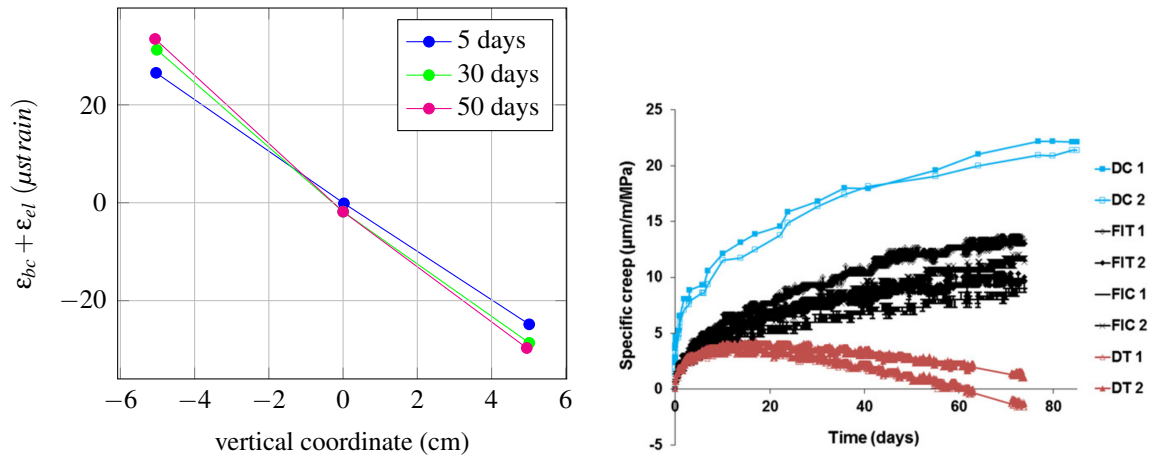 5 days
30 days
50 days
20
0
−20
−6 −4 −2 0 2 4 6
ε_bc + ε_el (μstrain)
vertical coordinate (cm)
25
20
15
10
5
0
-5
0 20 40 60 80
Specific creep (μm/m/MPa)
Time (days)
DC 1
DC 2
FIT 1
FIT 2
FIC 1
FIC 2
DT 1
DT 2